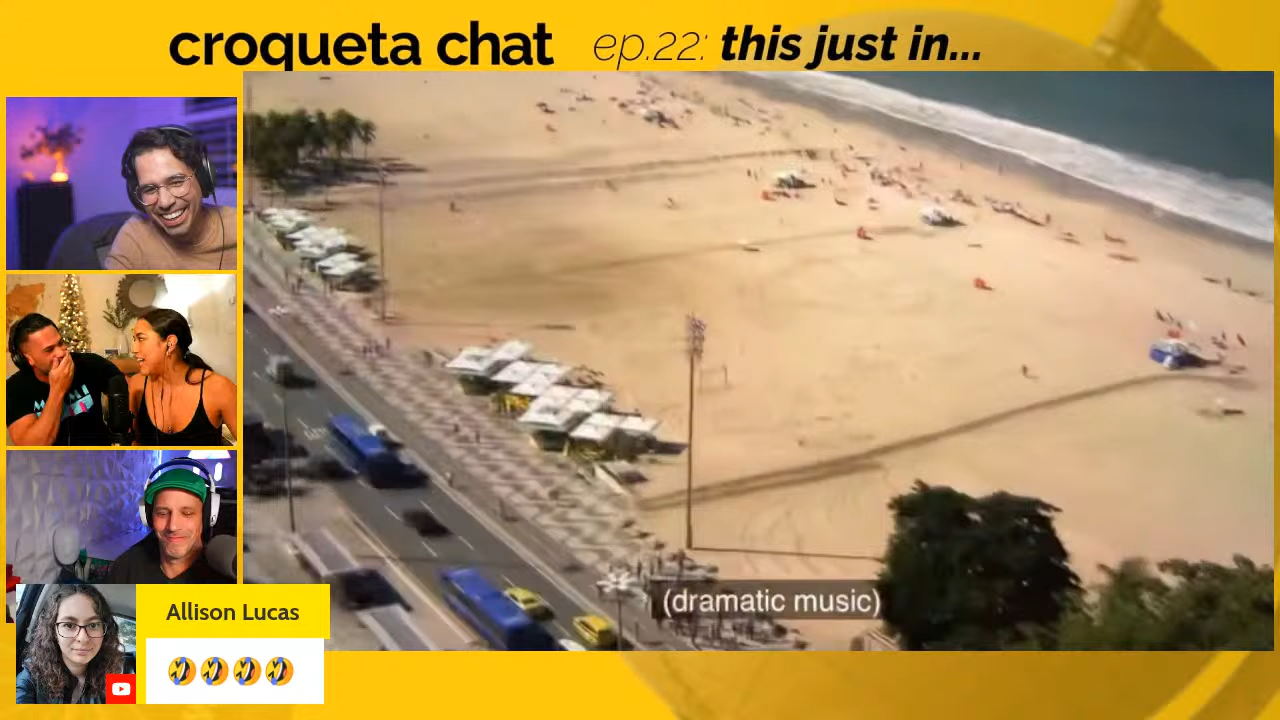 croqueta chat ep.22: this just in...
(dramatic music)
Allison Lucas
🤣🤣🤣🤣